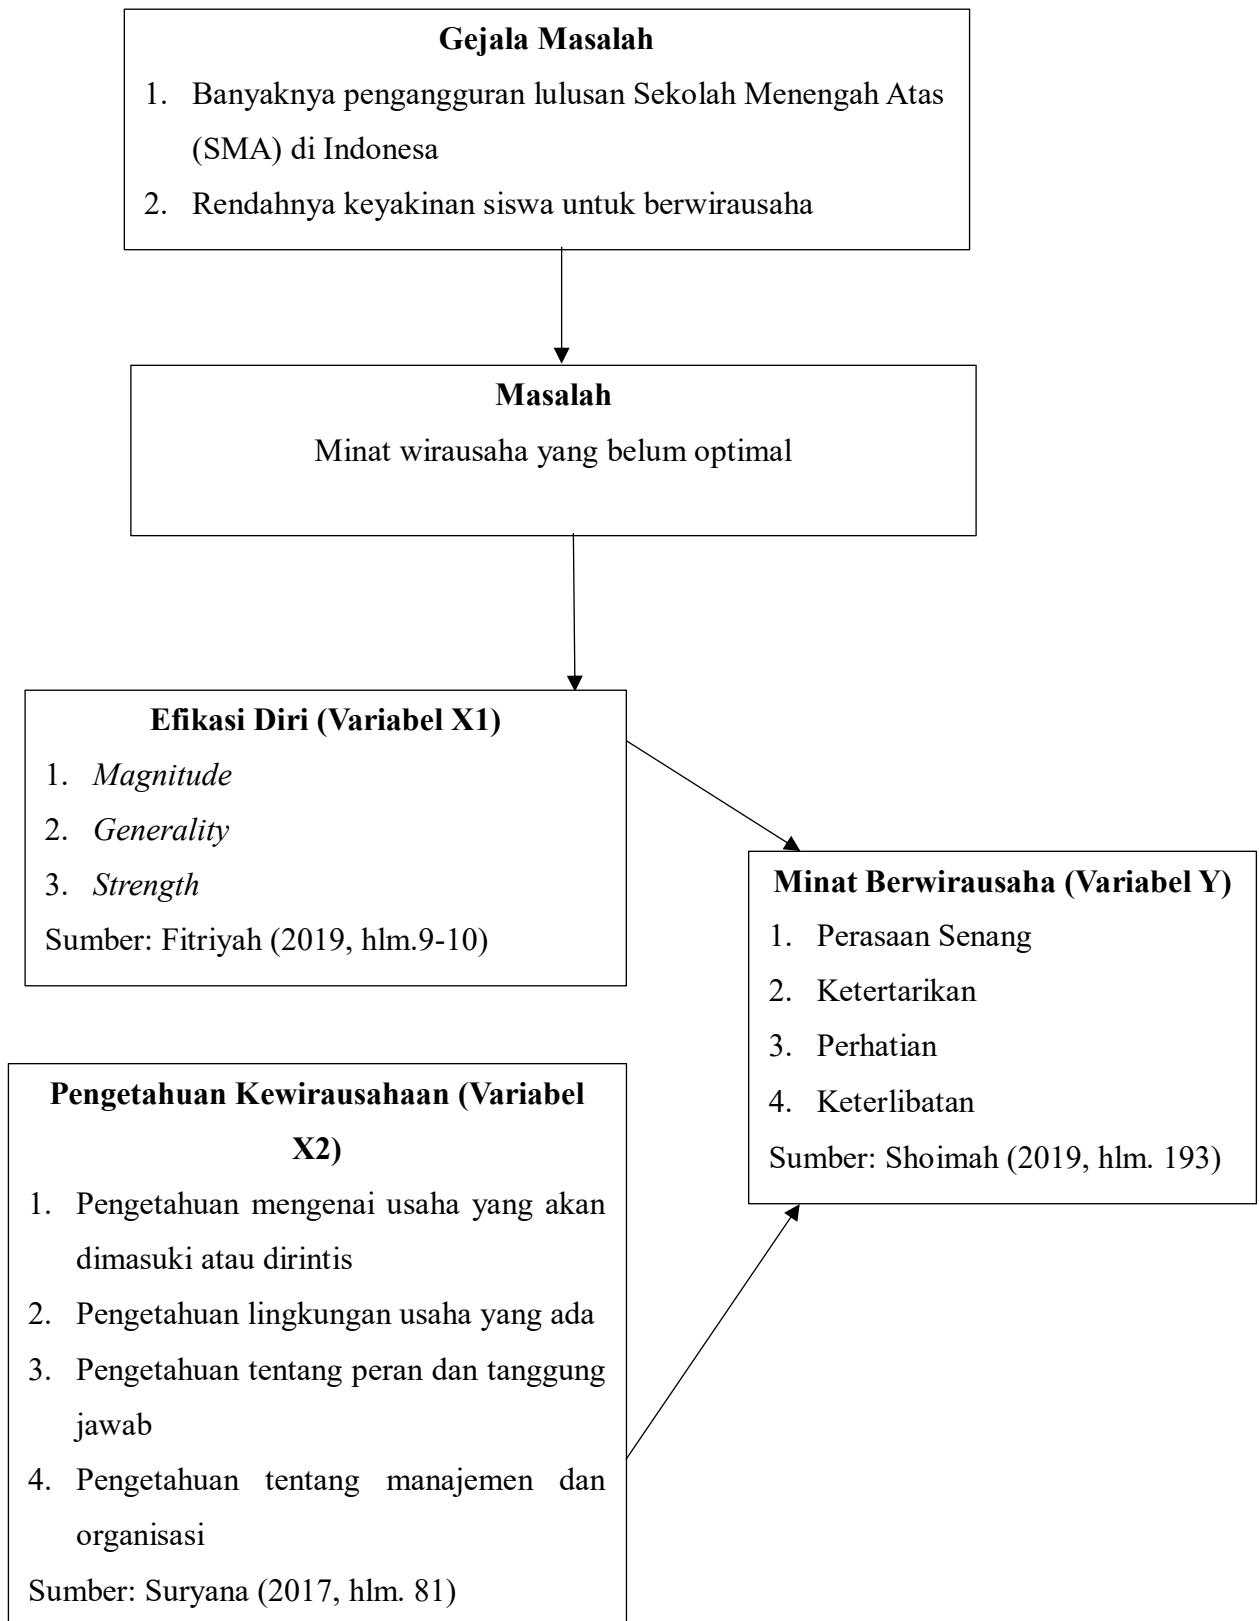 Gejala Masalah
1. Banyaknya pengangguran lulusan Sekolah Menengah Atas
(SMA) di Indonesa
2. Rendahnya keyakinan siswa untuk berwirausaha
Masalah
Minat wirausaha yang belum optimal
Efikasi Diri (Variabel X1)
1. Magnitude
2. Generality
3. Strength
Sumber: Fitriyah (2019, hlm.9-10)
Minat Berwirausaha (Variabel Y)
1. Perasaan Senang
2. Ketertarikan
3. Perhatian
4. Keterlibatan
Sumber: Shoimah (2019, hlm. 193)
Pengetahuan Kewirausahaan (Variabel
X2)
1. Pengetahuan mengenai usaha yang akan
dimasuki atau dirintis
2. Pengetahuan lingkungan usaha yang ada
3. Pengetahuan tentang peran dan tanggung
jawab
4. Pengetahuan tentang manajemen dan
organisasi
Sumber: Suryana (2017, hlm. 81)